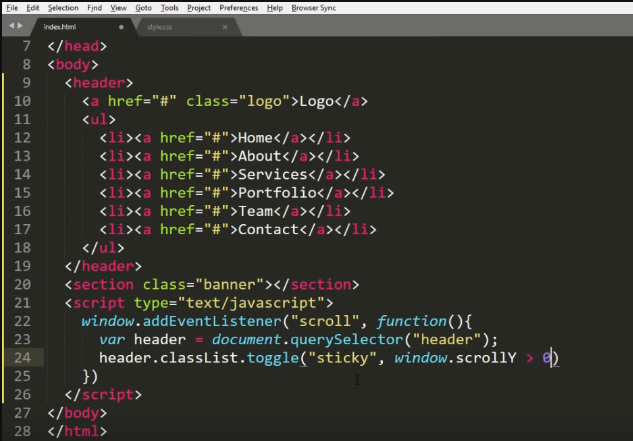 File Edit Selection Find View Goto Tools Project Preferences Help Browser Sync
index.html style.css
7 </head>
8 <body>
9 <header>
10 <a href="#" class="logo">Logo</a>
11 <ul>
12 <li><a href="#">Home</a></li>
13 <li><a href="#">About</a></li>
14 <li><a href="#">Services</a></li>
15 <li><a href="#">Portfolio</a></li>
16 <li><a href="#">Team</a></li>
17 <li><a href="#">Contact</a></li>
18 </ul>
19 </header>
20 <section class="banner"></section>
21 <script type="text/javascript">
22 window.addEventListener("scroll", function(){
23 var header = document.querySelector("header");
24 header.classList.toggle("sticky", window.scrollY > 0)
25 })
26 </script>
27 </body>
28 </html>